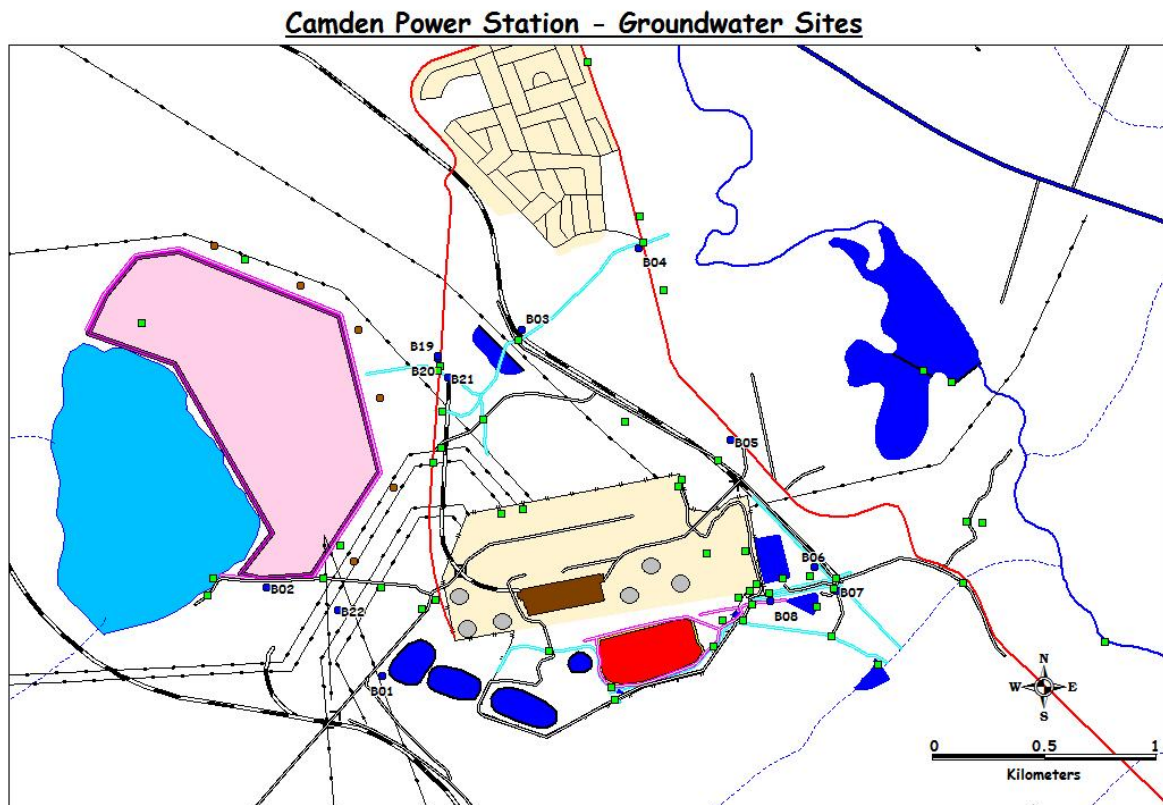 Camden Power Station - Groundwater Sites
B04
B03
B19
B20
B21
B05
B06
B02
B07
B22
B08
N
W E
S
B01
0 0.5 1
Kilometers